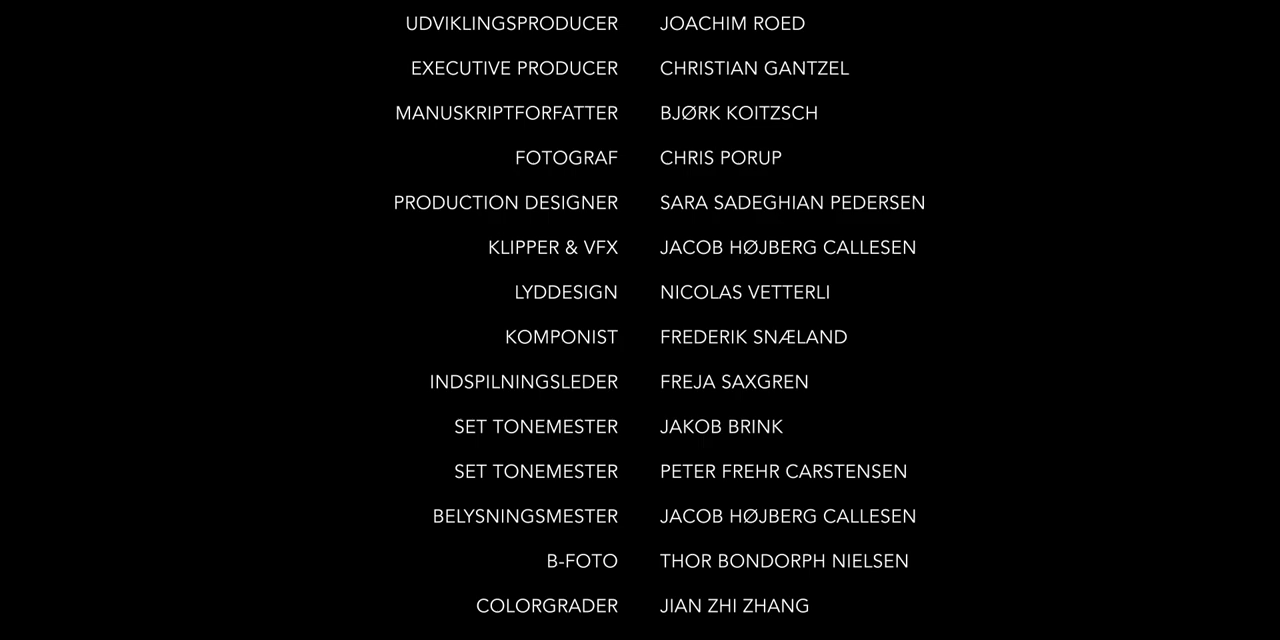 UDVIKLINGSPRODUCER JOACHIM ROED
EXECUTIVE PRODUCER CHRISTIAN GANTZEL
MANUSKRIPTFORFATTER BJØRK KOITZSCH
FOTOGRAF CHRIS PORUP
PRODUCTION DESIGNER SARA SADEGHIAN PEDERSEN
KLIPPER & VFX JACOB HØJBERG CALLESEN
LYDDESIGN NICOLAS VETTERLI
KOMPONIST FREDERIK SNÆLAND
INDSPILNINGSLEDER FREJA SAXGREN
SET TONEMESTER JAKOB BRINK
SET TONEMESTER PETER FREHR CARSTENSEN
BELYSNINGSMESTER JACOB HØJBERG CALLESEN
B-FOTO THOR BONDORPH NIELSEN
COLORGRADER JIAN ZHI ZHANG